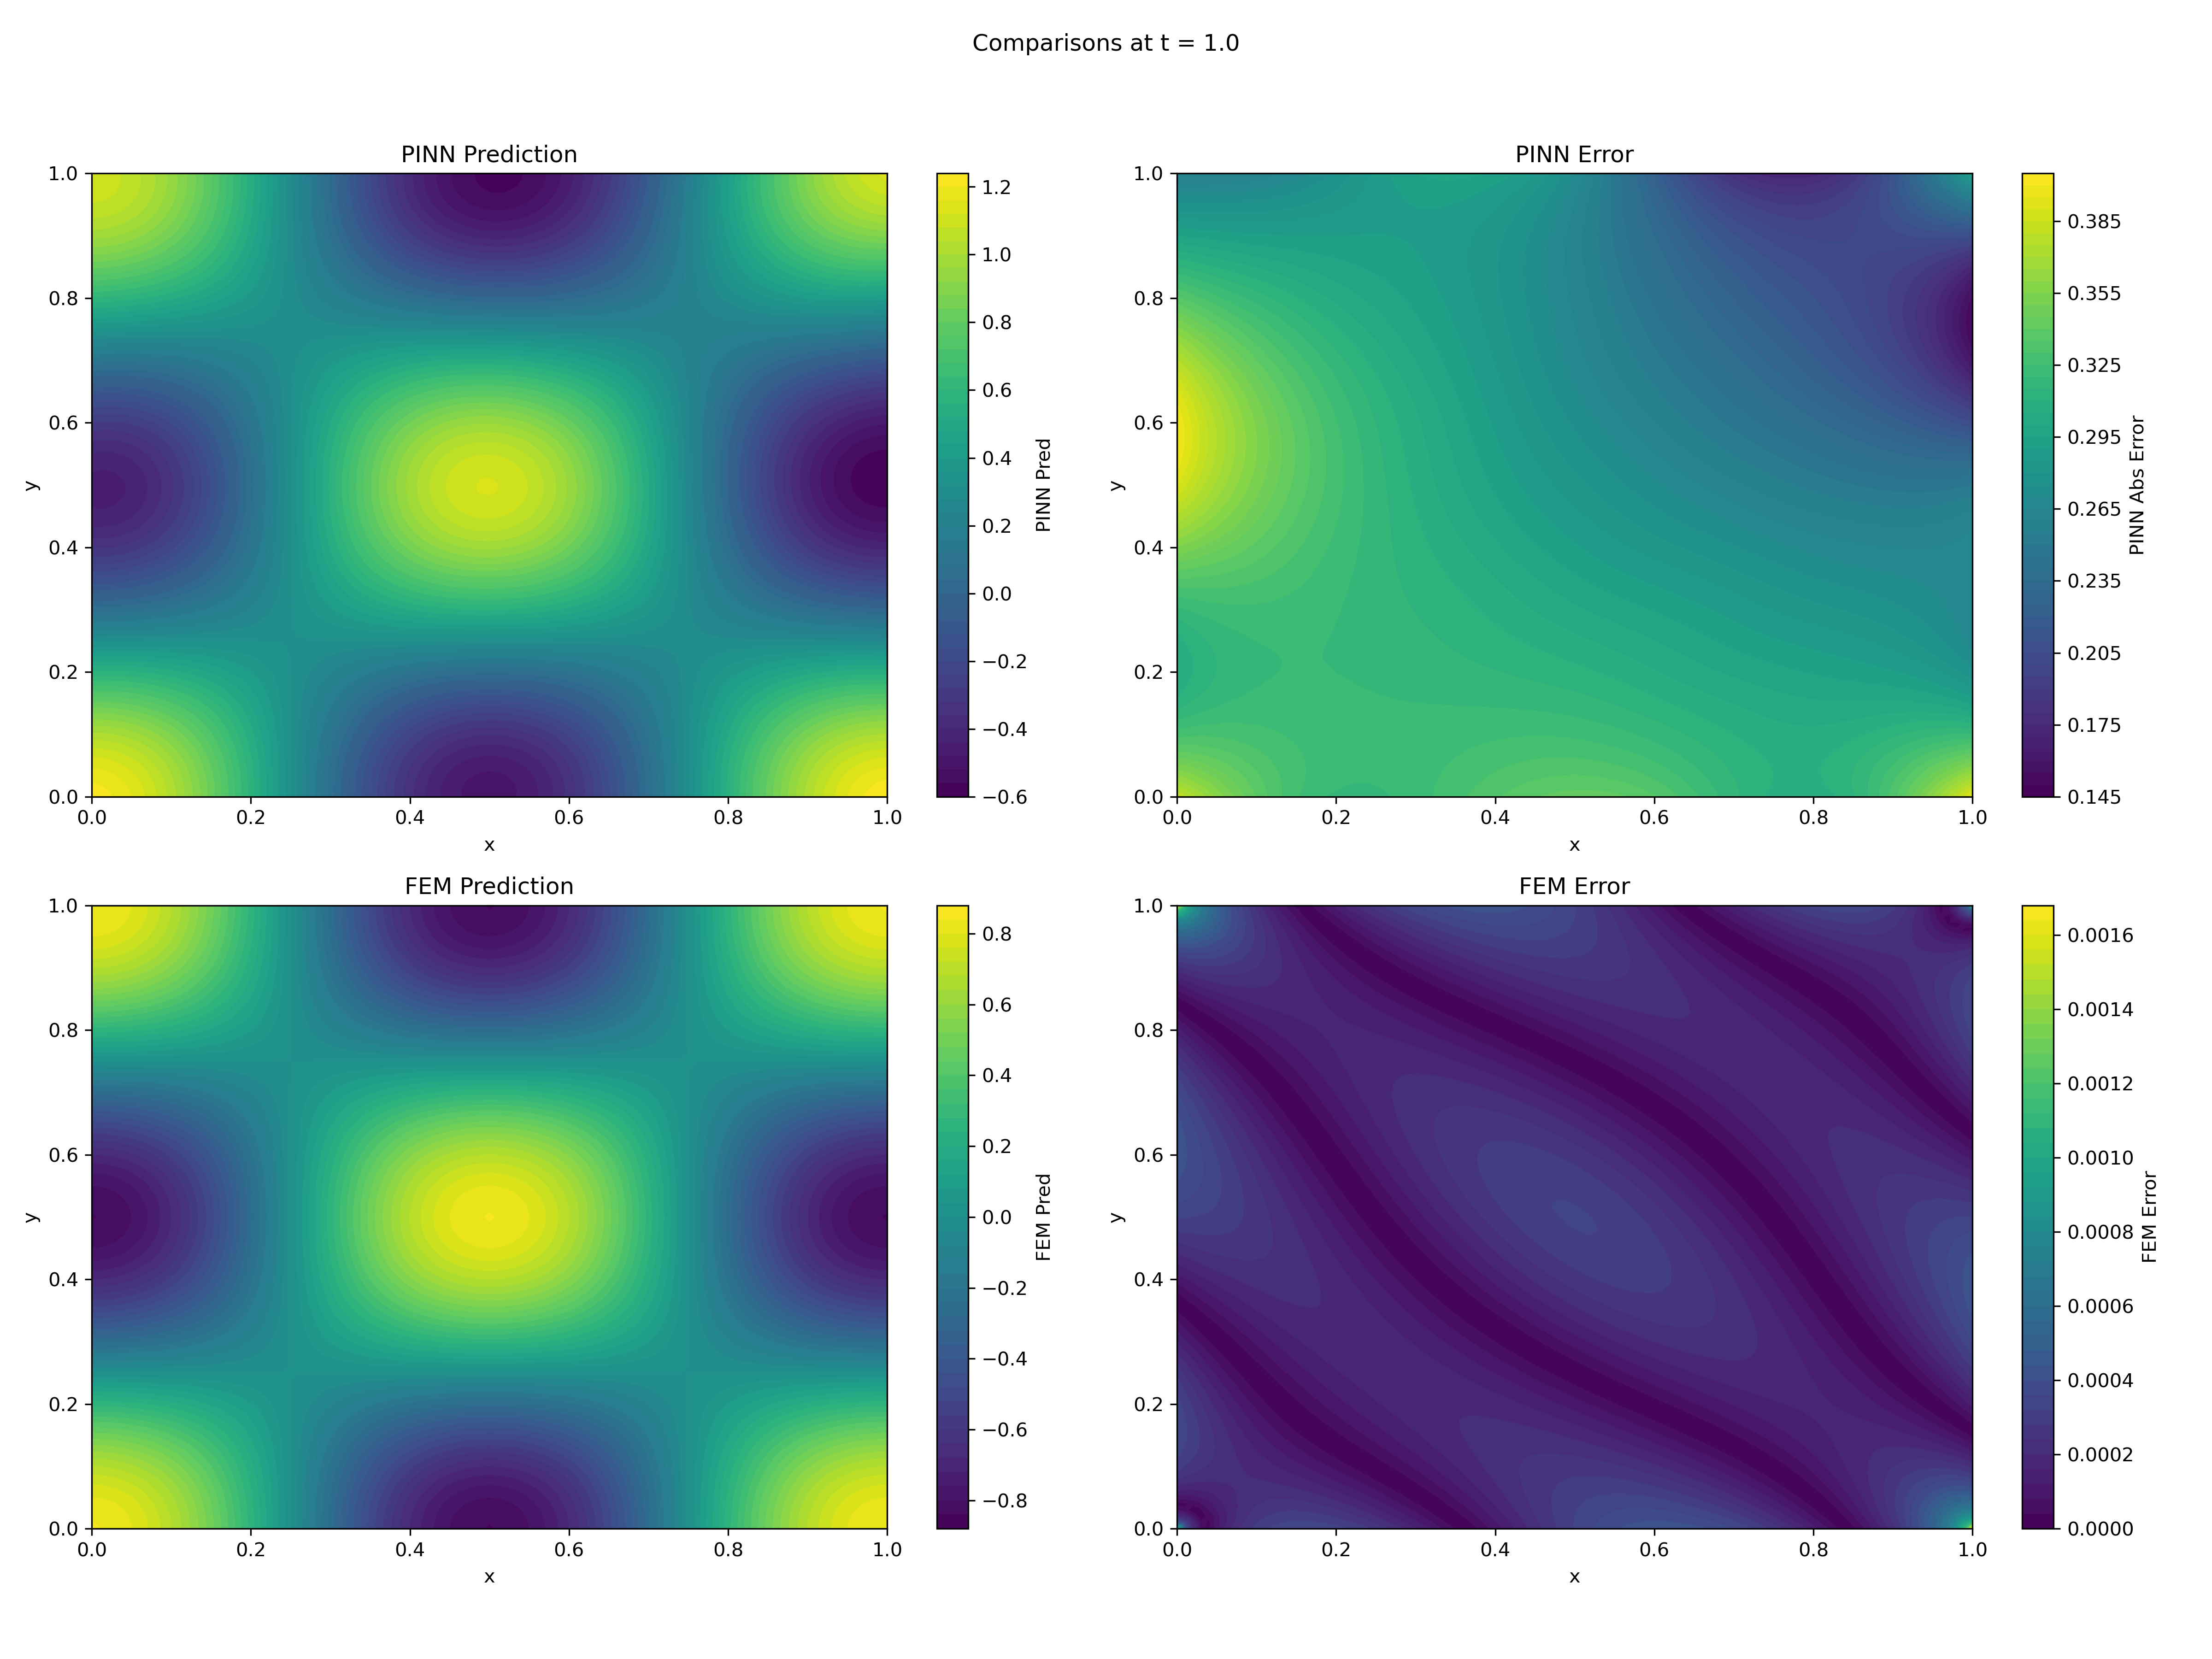 Comparisons at t = 1.0
PINN Prediction
1.0
0.8
0.6
0.4
0.2
0.0
y
0.0 0.2 0.4 0.6 0.8 1.0
x
1.2
1.0
0.8
0.6
0.4
0.2
0.0
−0.2
−0.4
−0.6
PINN Pred
PINN Error
1.0
0.8
0.6
0.4
0.2
0.0
y
0.0 0.2 0.4 0.6 0.8 1.0
x
0.385
0.355
0.325
0.295
0.265
0.235
0.205
0.175
0.145
PINN Abs Error
FEM Prediction
1.0
0.8
0.6
0.4
0.2
0.0
y
0.0 0.2 0.4 0.6 0.8 1.0
x
0.8
0.6
0.4
0.2
0.0
−0.2
−0.4
−0.6
−0.8
FEM Pred
FEM Error
1.0
0.8
0.6
0.4
0.2
0.0
y
0.0 0.2 0.4 0.6 0.8 1.0
x
0.0016
0.0014
0.0012
0.0010
0.0008
0.0006
0.0004
0.0002
0.0000
FEM Error